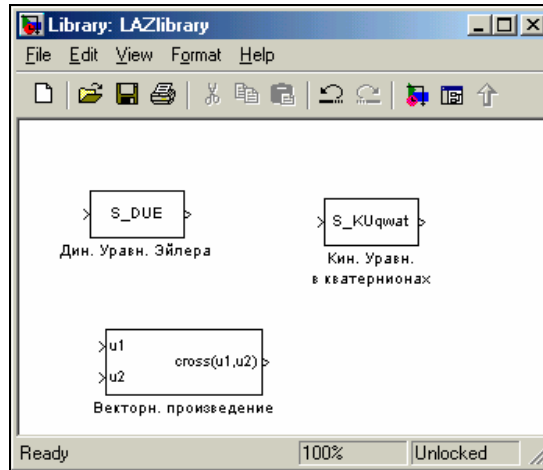 Library: LAZlibrary
File Edit View Format Help
S_DUE
Дин. Уравн. Эйлера
S_KUqwat
Кин. Уравн.
в кватернионах
u1
u2
cross(u1,u2)
Векторн. произведение
Ready 100% Unlocked